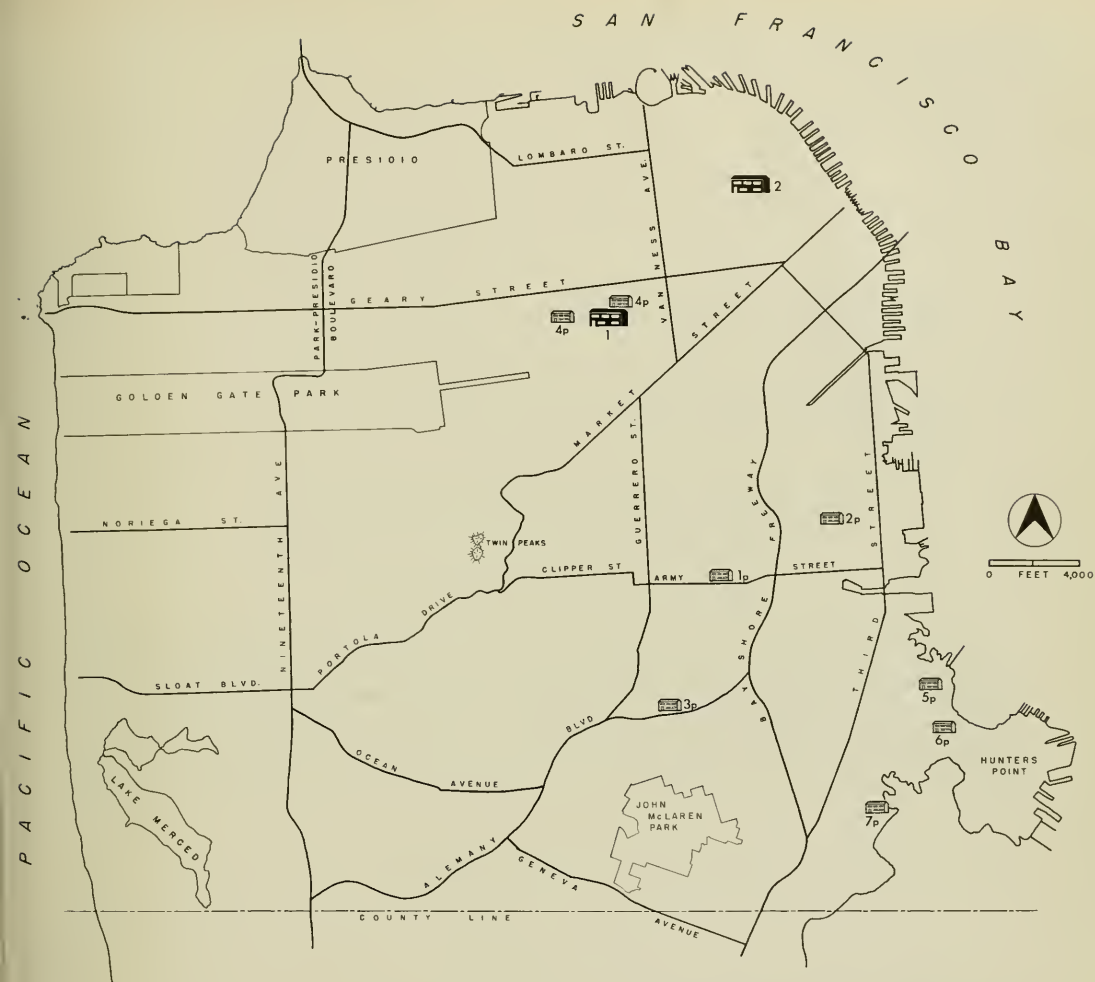 SAN FRANCISCO BAY
PRESIDIO
LOMBARO ST.
VAN NESS AVE.
2
PARK-PRESIDIO
BOULEVARD
GEARY STREET
4p
4p
1
MARKET STREET
GOLDEN GATE PARK
PACIFIC OCEAN
NINETEENTH AVE
GUERRERO ST.
BAY SHORE FREEWAY
THIRD STREET
NORIEGA ST.
TWIN PEAKS
2p
0 FEET 4,000
CLIPPER ST
ARMY STREET
1p
PORTOLA DRIVE
SLOAT BLVD.
5p
3p
6p
HUNTERS
POINT
OCEAN AVENUE
ALEMANY BLVD
LAKE MERCED
JOHN
McLAREN
PARK
7p
GENEVA AVENUE
COUNTY LINE